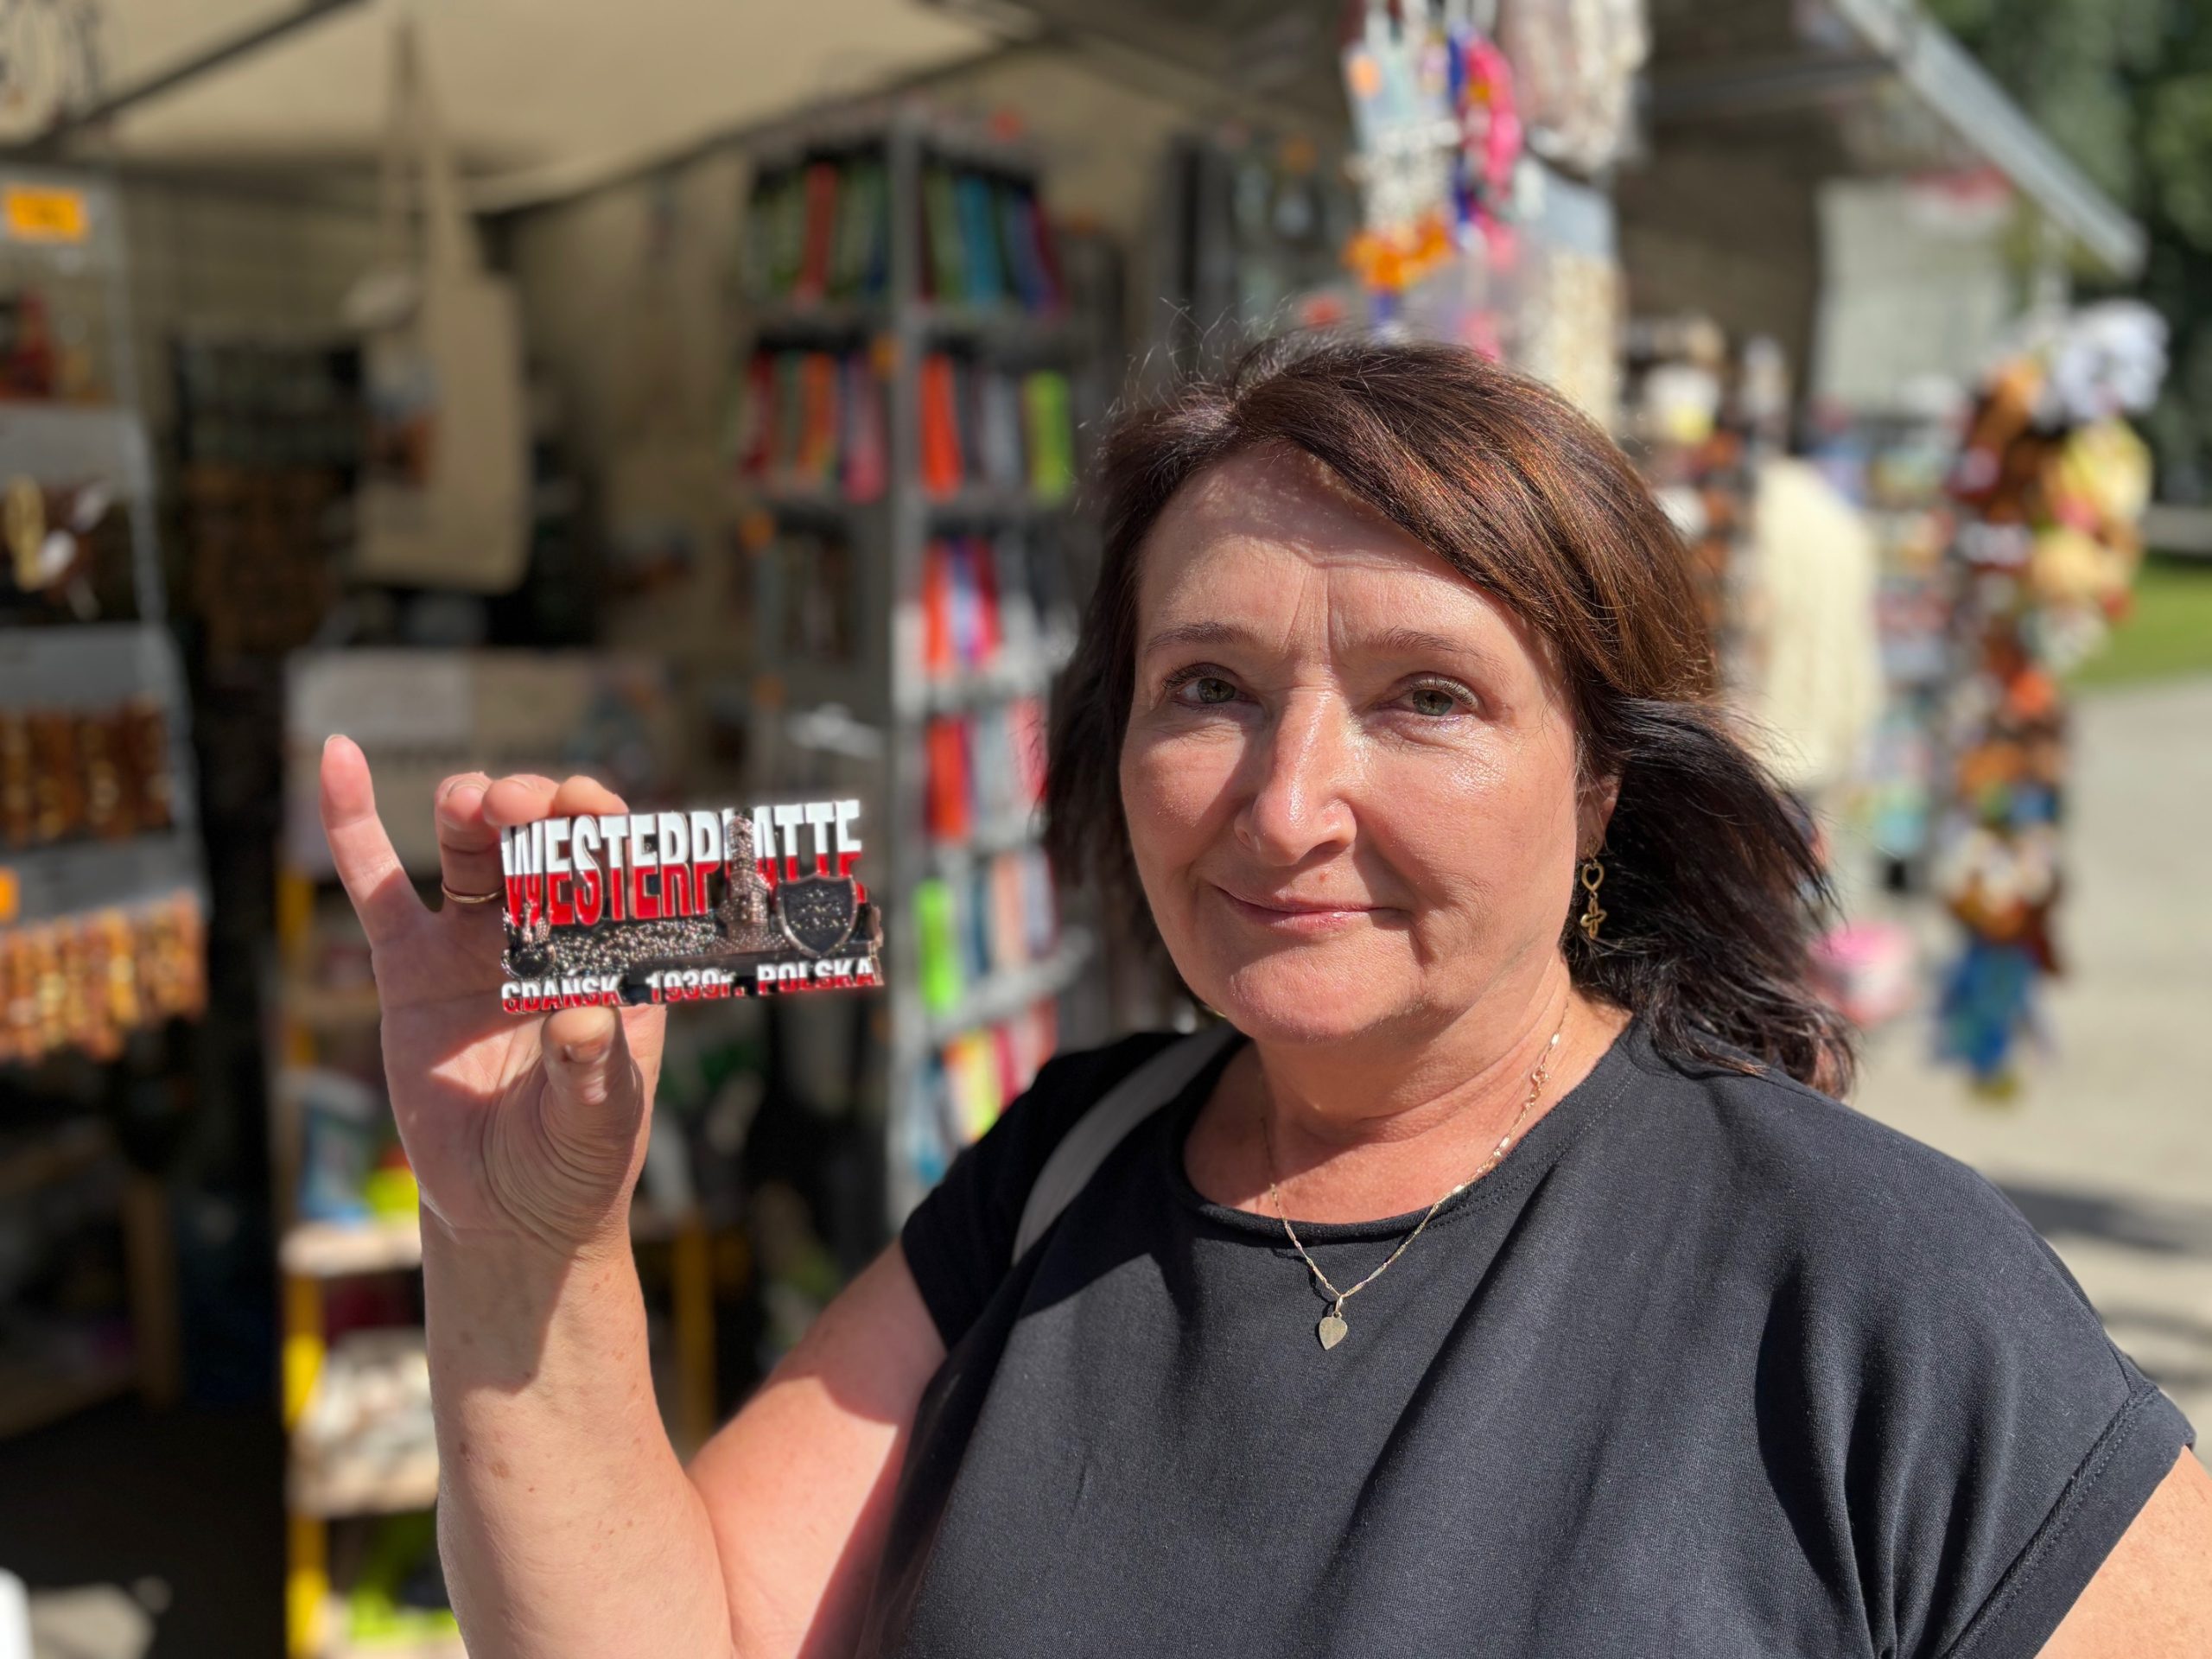 WESTERPLATTE
GDAŃSK 1939r. POLSKA